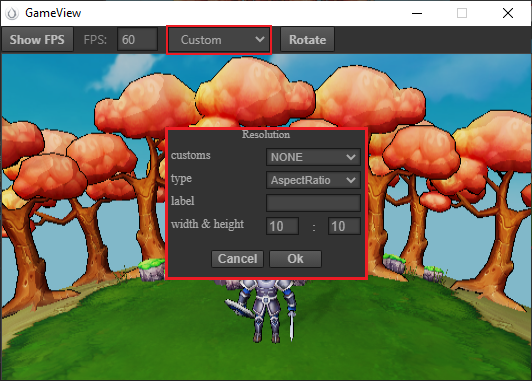 GameView
Show FPS FPS: 60 Custom Rotate
Resolution
customs NONE
type AspectRatio
label
width & height 10 : 10
Cancel Ok